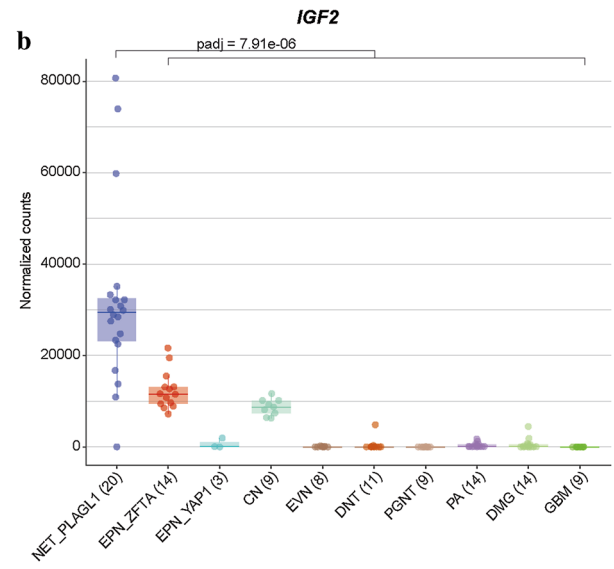 IGF2
b
padj = 7.91e-06
Normalized counts
80000
60000
40000
20000
0
NET_PLAGL1 (20)
EPN_ZFTA (14)
EPN_YAP1 (3)
CN (9)
EVN (8)
DNT (11)
PGNT (9)
PA (14)
DMG (14)
GBM (9)